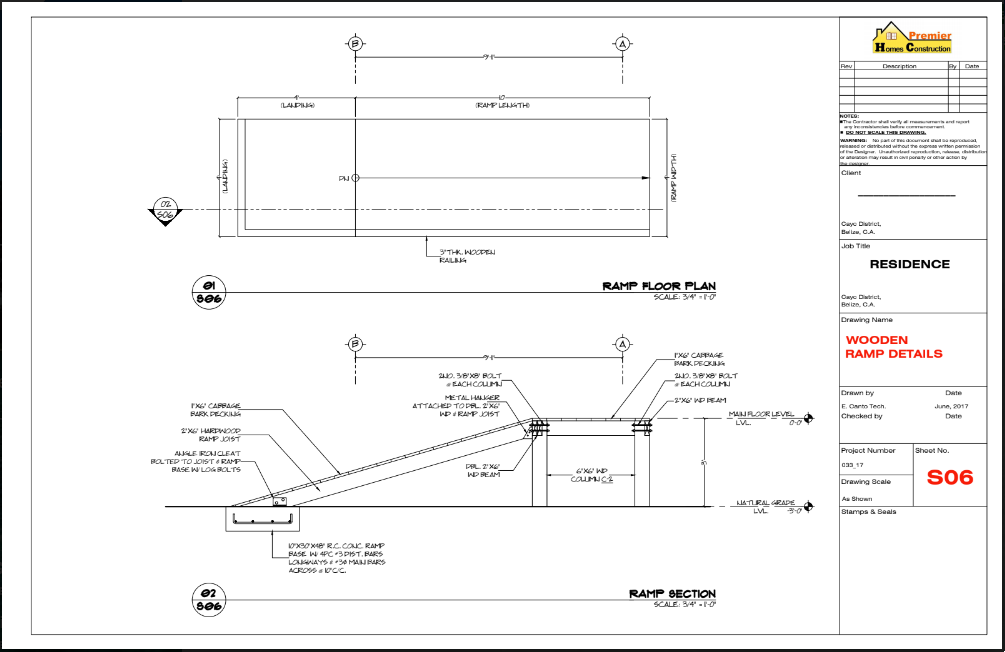 B
A
9'-1"
4'
(LANDING)
10'
(RAMP LENGTH)
(LANDING)
4'
DN
4'
(RAMP WIDTH)
02
S06
3" THK. WOODEN
RAILING
01
S06
RAMP FLOOR PLAN
SCALE: 3/4" = 1'-0"
B
A
9'-1"
1"X6" CABBAGE
BARK DECKING
2"X6" HARDWOOD
RAMP JOIST
ANGLE IRON CLEAT
BOLTED TO JOIST & RAMP
BASE W/ LOG BOLTS
2NO. 3/8"X8" BOLT
@ EACH COLUMN
METAL HANGER
ATTACHED TO DBL. 2"X6"
WD & RAMP JOIST
DBL. 2"X6"
WD BEAM
6"X6" WD
COLUMN C-2
1"X6" CABBAGE
BARK DECKING
2NO. 3/8"X8" BOLT
@ EACH COLUMN
2"X6" WD BEAM
MAIN FLOOR LEVEL
LVL. 0'-0"
3'
NATURAL GRADE
LVL. -3'-0"
10"X30"X48" R.C. CONC. RAMP
BASE W/ 4PC #3 DIST. BARS
LONGWAYS & #3@ MAIN BARS
ACROSS @ 10" C/C.
02
S06
RAMP SECTION
SCALE: 3/4" = 1'-0"
Premier
Homes Construction
Rev Description By Date
NOTES:
The Contractor shall verify all measurements and report
any inconsistencies before commencement.
DO NOT SCALE THIS DRAWING.
WARNING: No part of this document shall be reproduced,
released or distributed without the express written permission
of the Designer. Unauthorized reproduction, release, distribution
or alteration may result in civil penalty or other action by
the designer.
Client
Cayo District,
Belize, C.A.
Job Title
RESIDENCE
Cayo District,
Belize, C.A.
Drawing Name
WOODEN
RAMP DETAILS
Drawn by Date
E. Canto Tech. June, 2017
Checked by Date
Project Number
033_17
Sheet No.
S06
Drawing Scale
As Shown
Stamps & Seals